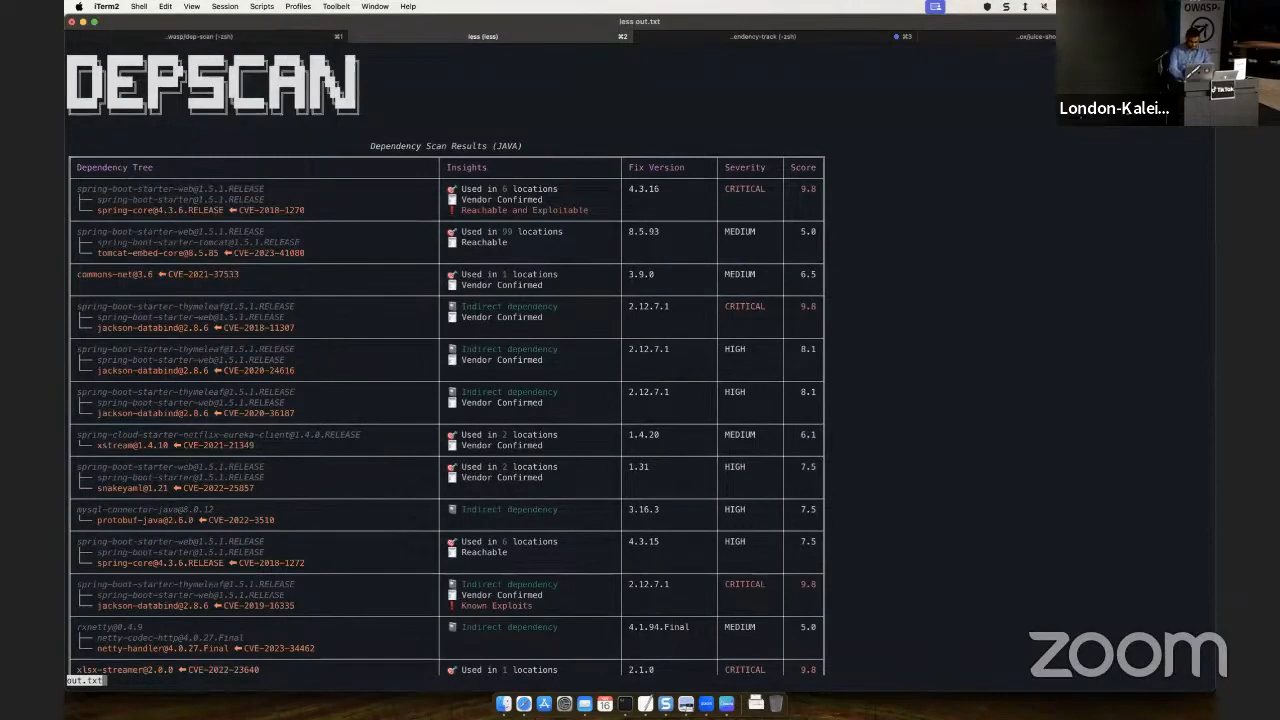 iTerm2 Shell Edit View Session Scripts Profiles Toolbelt Window Help
less out.txt
..wasp/dep-scan (-zsh) ⌘1 less (less) ⌘2 ..endency-track (-zsh) ⌘3 ..ox/juice-sho
OWASP
TikTok
London-Kalei...
DEPSCAN
Dependency Scan Results (JAVA)
Dependency Tree Insights Fix Version Severity Score
spring-boot-starter-web@1.5.1.RELEASE Used in 6 locations 4.3.16 CRITICAL 9.8
├── spring-boot-starter@1.5.1.RELEASE Vendor Confirmed
└── spring-core@4.3.6.RELEASE ⬅ CVE-2018-1270 Reachable and Exploitable
spring-boot-starter-web@1.5.1.RELEASE Used in 99 locations 8.5.93 MEDIUM 5.0
├── spring-boot-starter-tomcat@1.5.1.RELEASE Reachable
└── tomcat-embed-core@8.5.85 ⬅ CVE-2023-41080
commons-net@3.6 ⬅ CVE-2021-37533 Used in 1 locations 3.9.0 MEDIUM 6.5
Vendor Confirmed
spring-boot-starter-thymeleaf@1.5.1.RELEASE Indirect dependency 2.12.7.1 CRITICAL 9.8
├── spring-boot-starter-web@1.5.1.RELEASE Vendor Confirmed
└── jackson-databind@2.8.6 ⬅ CVE-2018-11307
spring-boot-starter-thymeleaf@1.5.1.RELEASE Indirect dependency 2.12.7.1 HIGH 8.1
├── spring-boot-starter-web@1.5.1.RELEASE Vendor Confirmed
└── jackson-databind@2.8.6 ⬅ CVE-2020-24616
spring-boot-starter-thymeleaf@1.5.1.RELEASE Indirect dependency 2.12.7.1 HIGH 8.1
├── spring-boot-starter-web@1.5.1.RELEASE Vendor Confirmed
└── jackson-databind@2.8.6 ⬅ CVE-2020-36187
spring-cloud-starter-netflix-eureka-client@1.4.0.RELEASE Used in 2 locations 1.4.20 MEDIUM 6.1
└── xstream@1.4.10 ⬅ CVE-2021-21349 Vendor Confirmed
spring-boot-starter-web@1.5.1.RELEASE Used in 2 locations 1.31 HIGH 7.5
├── spring-boot-starter@1.5.1.RELEASE Vendor Confirmed
└── snakeyaml@1.21 ⬅ CVE-2022-25857
mysql-connector-java@8.0.12 Indirect dependency 3.16.3 HIGH 7.5
└── protobuf-java@2.6.0 ⬅ CVE-2022-3510
spring-boot-starter-web@1.5.1.RELEASE Used in 6 locations 4.3.15 HIGH 7.5
├── spring-boot-starter@1.5.1.RELEASE Reachable
└── spring-core@4.3.6.RELEASE ⬅ CVE-2018-1272
spring-boot-starter-thymeleaf@1.5.1.RELEASE Indirect dependency 2.12.7.1 CRITICAL 9.8
├── spring-boot-starter-web@1.5.1.RELEASE Vendor Confirmed
└── jackson-databind@2.8.6 ⬅ CVE-2019-16335 Known Exploits
rxnetty@0.4.9 Indirect dependency 4.1.94.Final MEDIUM 5.0
├── netty-codec-http@4.0.27.Final
└── netty-handler@4.0.27.Final ⬅ CVE-2023-34462
xlsx-streamer@2.0.0 ⬅ CVE-2022-23640 Used in 1 locations 2.1.0 CRITICAL 9.8
out.txt
zoom
16